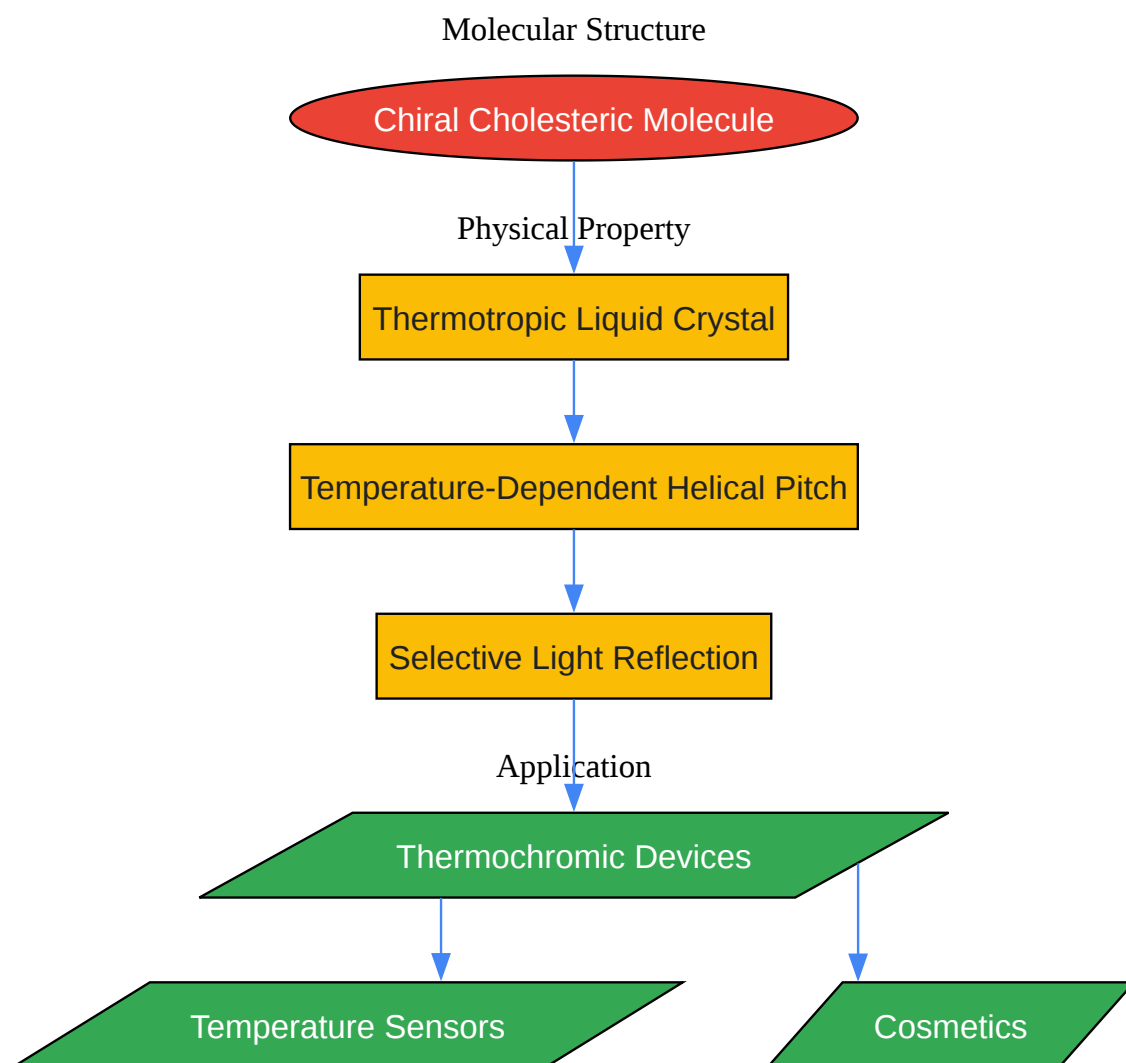 Molecular Structure
Chiral Cholesteric Molecule
Physical Property
Thermotropic Liquid Crystal
Temperature-Dependent Helical Pitch
Selective Light Reflection
Application
Thermochromic Devices
Temperature Sensors
Cosmetics